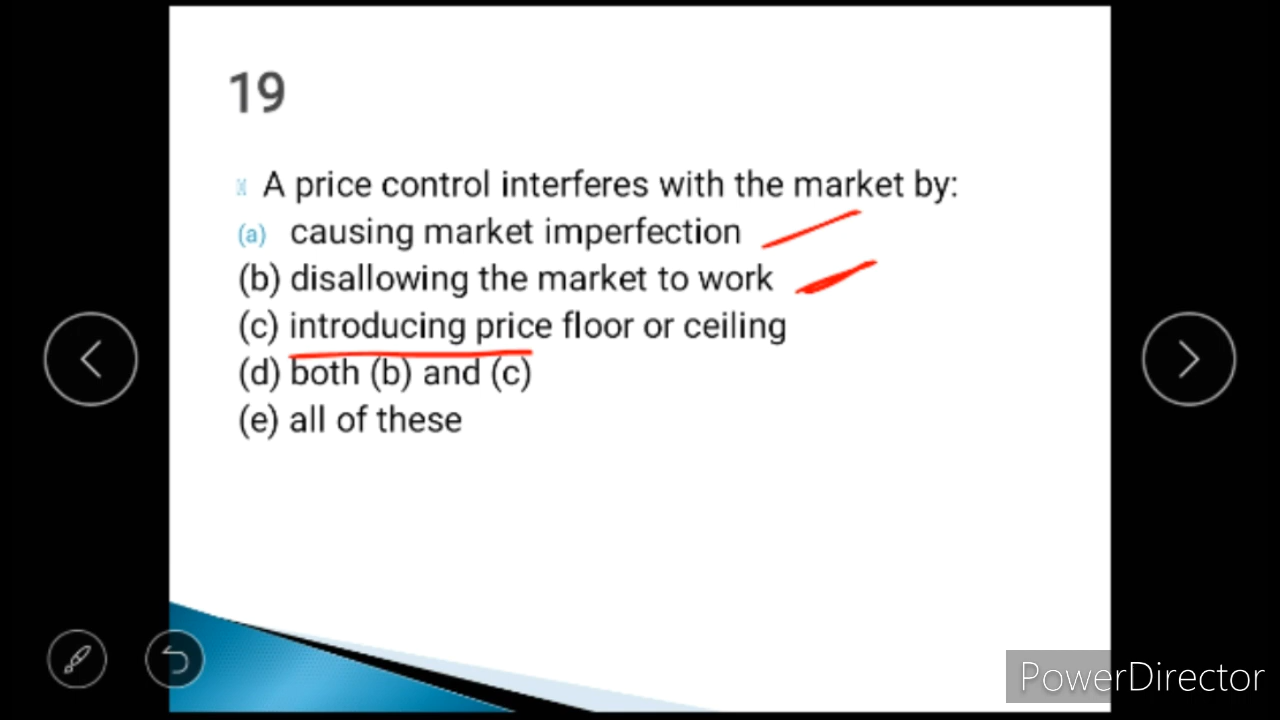 19
A price control interferes with the market by:
(a) causing market imperfection
(b) disallowing the market to work
(c) introducing price floor or ceiling
(d) both (b) and (c)
(e) all of these
PowerDirector